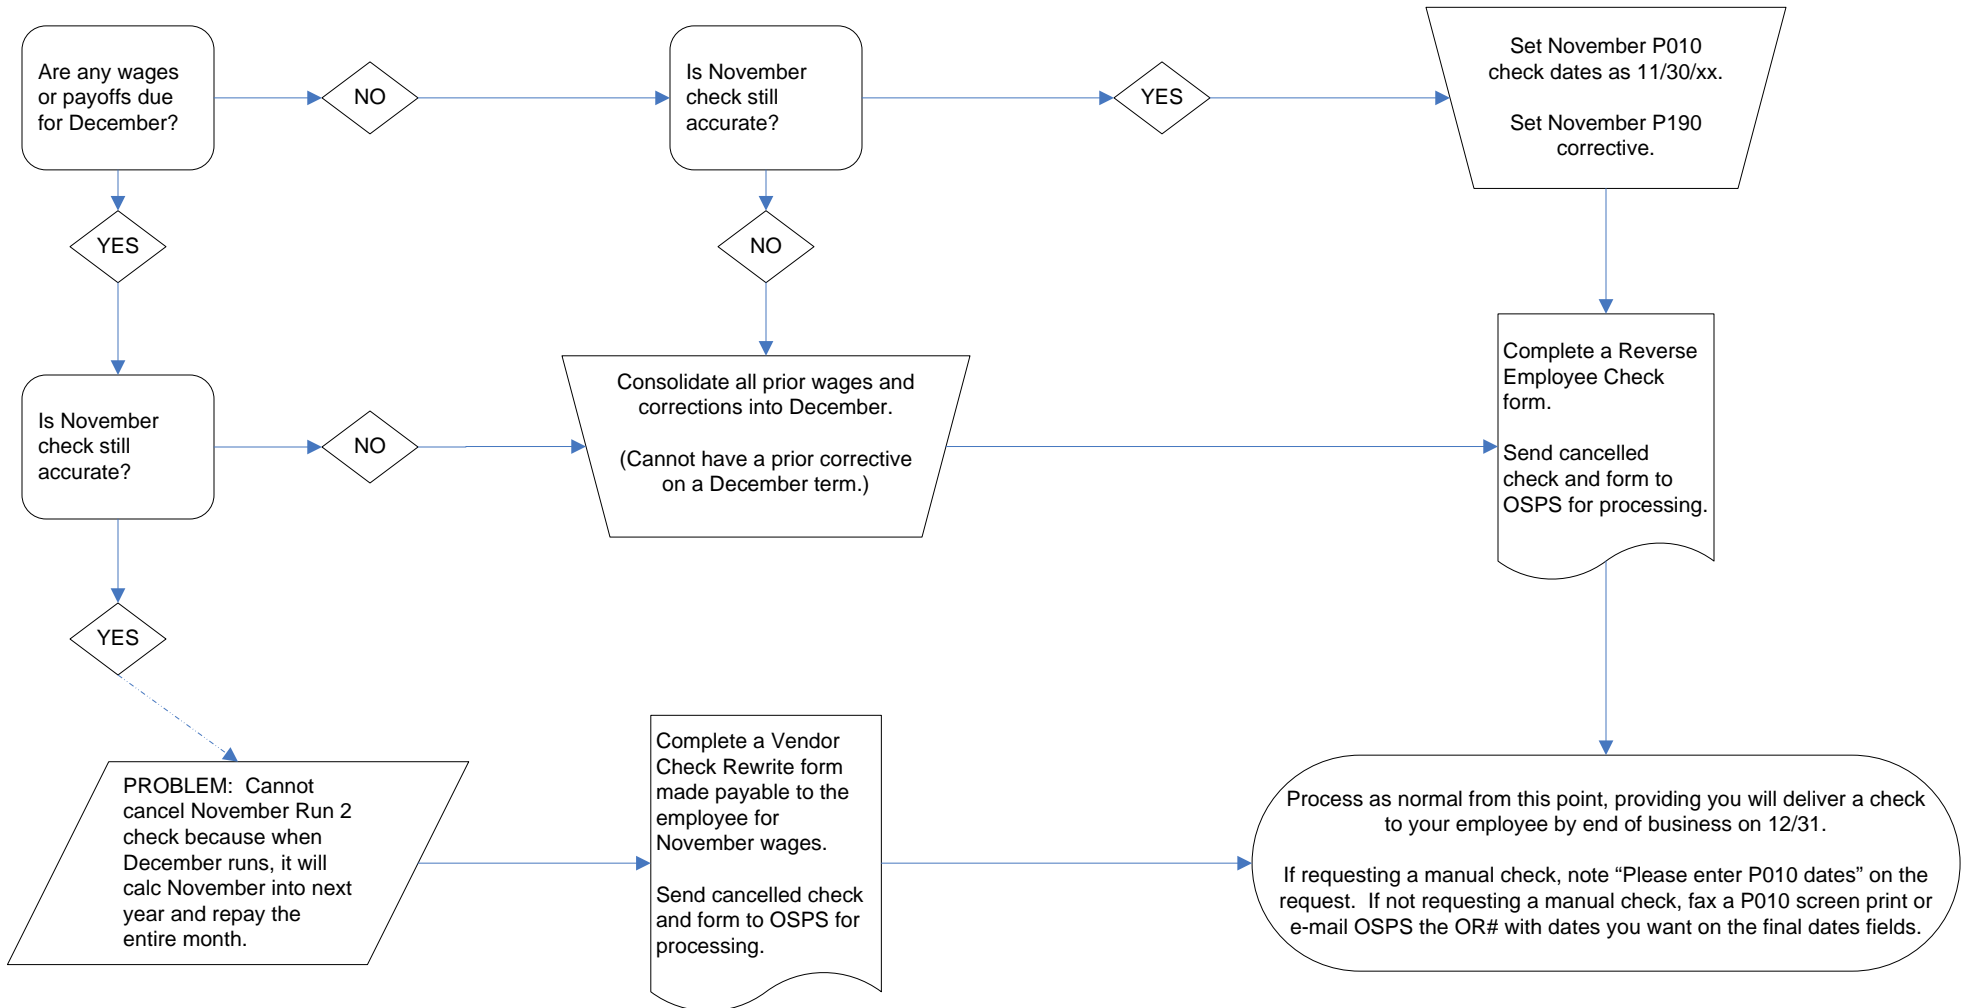 Are any wages
or payoffs due
for December?
NO
Is November
check still
accurate?
YES
Set November P010
check dates as 11/30/xx.
Set November P190
corrective.
YES
NO
Is November
check still
accurate?
NO
Consolidate all prior wages and
corrections into December.
(Cannot have a prior corrective
on a December term.)
Complete a Reverse
Employee Check
form.
Send cancelled
check and form to
OSPS for processing.
YES
PROBLEM:  Cannot
cancel November Run 2
check because when
December runs, it will
calc November into next
year and repay the
entire month.
Complete a Vendor
Check Rewrite form
made payable to the
employee for
November wages.
Send cancelled check
and form to OSPS for
processing.
Process as normal from this point, providing you will deliver a check
to your employee by end of business on 12/31.
If requesting a manual check, note “Please enter P010 dates” on the
request.  If not requesting a manual check, fax a P010 screen print or
e-mail OSPS the OR# with dates you want on the final dates fields.